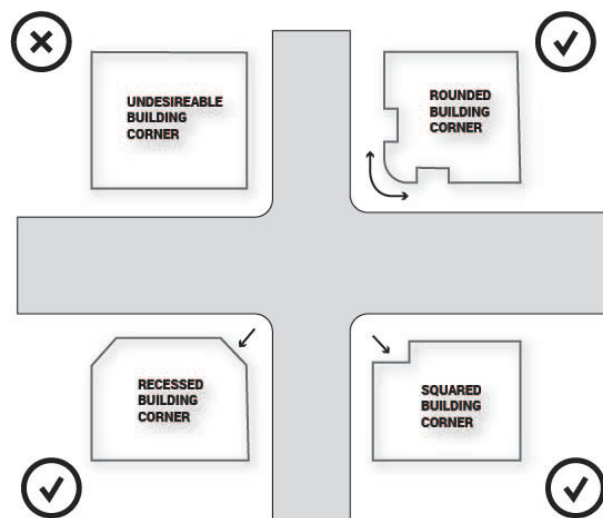 UNDESIREABLE
BUILDING
CORNER
ROUNDED
BUILDING
CORNER
RECESSED
BUILDING
CORNER
SQUARED
BUILDING
CORNER